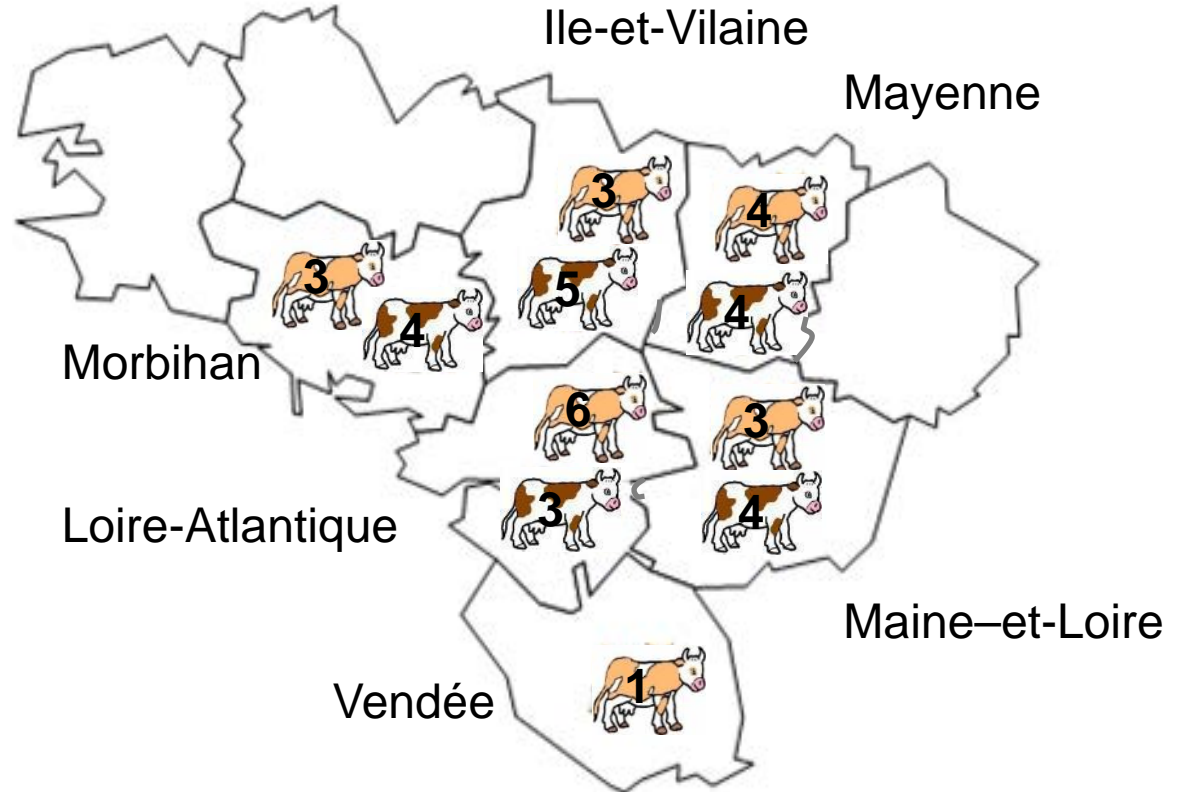 Ile-et-Vilaine
Mayenne
3
4
3
5
4
4
Morbihan
6
3
3
4
Loire-Atlantique
Maine–et-Loire
1
Vendée